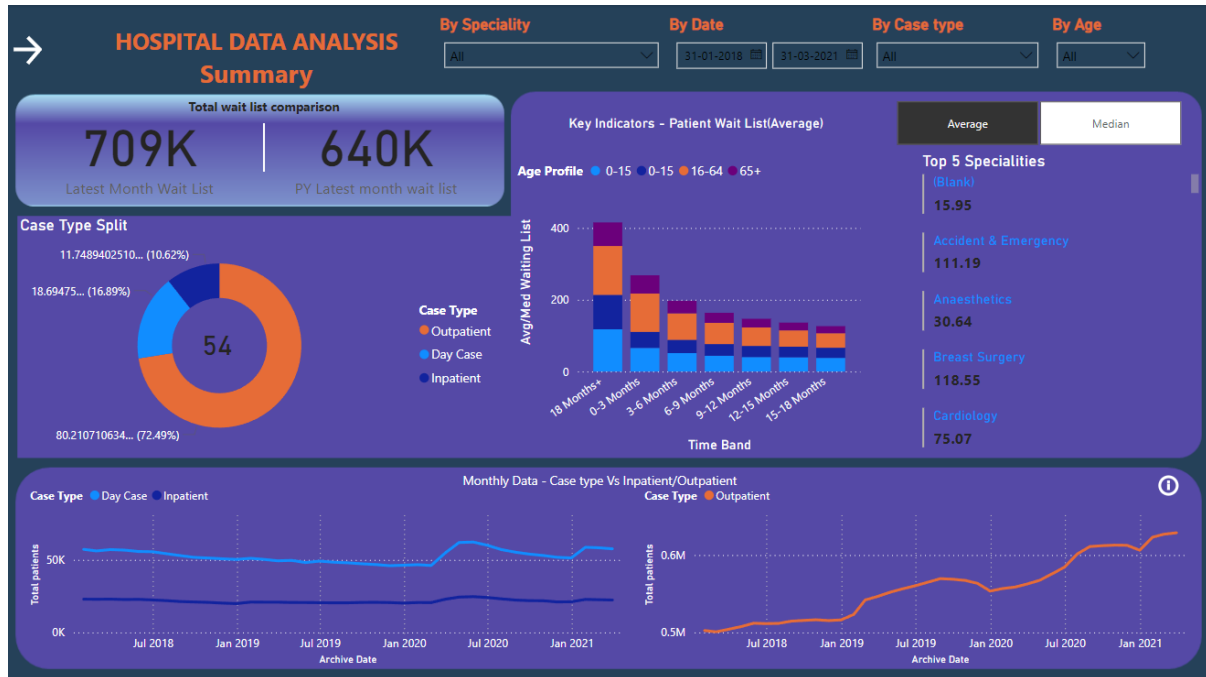 HOSPITAL DATA ANALYSIS
Summary
By Speciality
All
By Date
31-01-2018
31-03-2021
By Case type
All
By Age
All
Total wait list comparison
709K
640K
Latest Month Wait List
PY Latest month wait list
Case Type Split
11.7489402510... (10.62%)
18.69475... (16.89%)
54
80.210710634... (72.49%)
Case Type
Outpatient
Day Case
Inpatient
Key Indicators - Patient Wait List(Average)
Age Profile 0-15 0-15 16-64 65+
Avg/Med Waiting List
400
200
0
18 Months+
0-3 Months
3-6 Months
6-9 Months
9-12 Months
12-15 Months
15-18 Months
Time Band
Average
Median
Top 5 Specialities
(Blank)
15.95
Accident & Emergency
111.19
Anaesthetics
30.64
Breast Surgery
118.55
Cardiology
75.07
Monthly Data - Case type Vs Inpatient/Outpatient
Case Type Day Case Inpatient
Total patients
50K
0K
Jul 2018
Jan 2019
Jul 2019
Jan 2020
Jul 2020
Jan 2021
Archive Date
Case Type Outpatient
Total patients
0.6M
0.5M
Jul 2018
Jan 2019
Jul 2019
Jan 2020
Jul 2020
Jan 2021
Archive Date